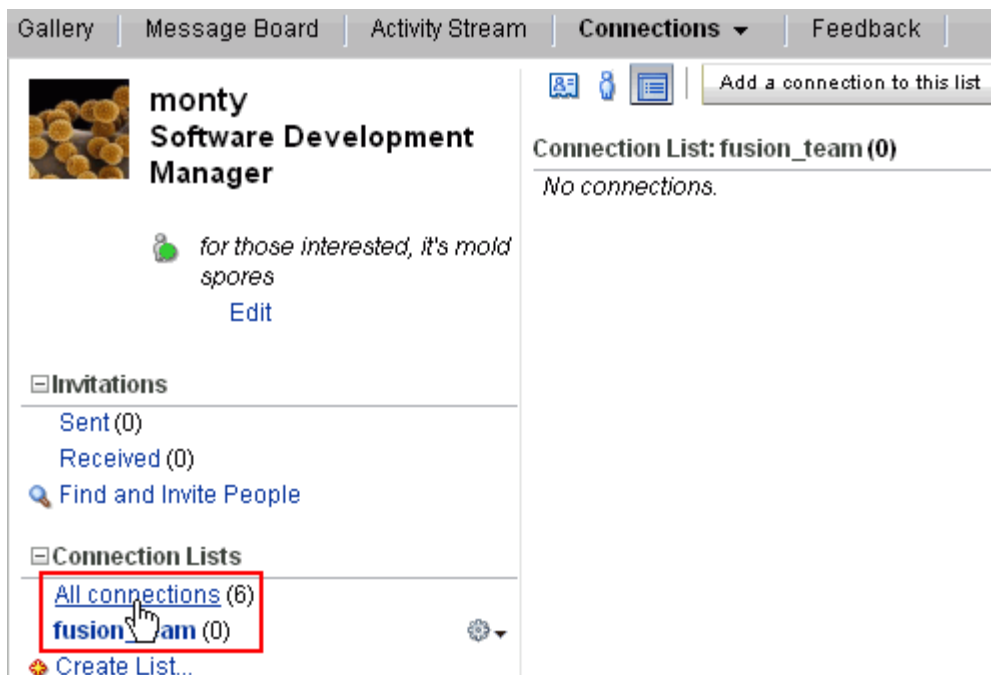 Gallery Message Board Activity Stream Connections Feedback
monty
Software Development
Manager
for those interested, it's mold
spores
Edit
Invitations
Sent (0)
Received (0)
Find and Invite People
Connection Lists
All connections (6)
fusion_team (0)
Create List...
Add a connection to this list
Connection List: fusion_team (0)
No connections.